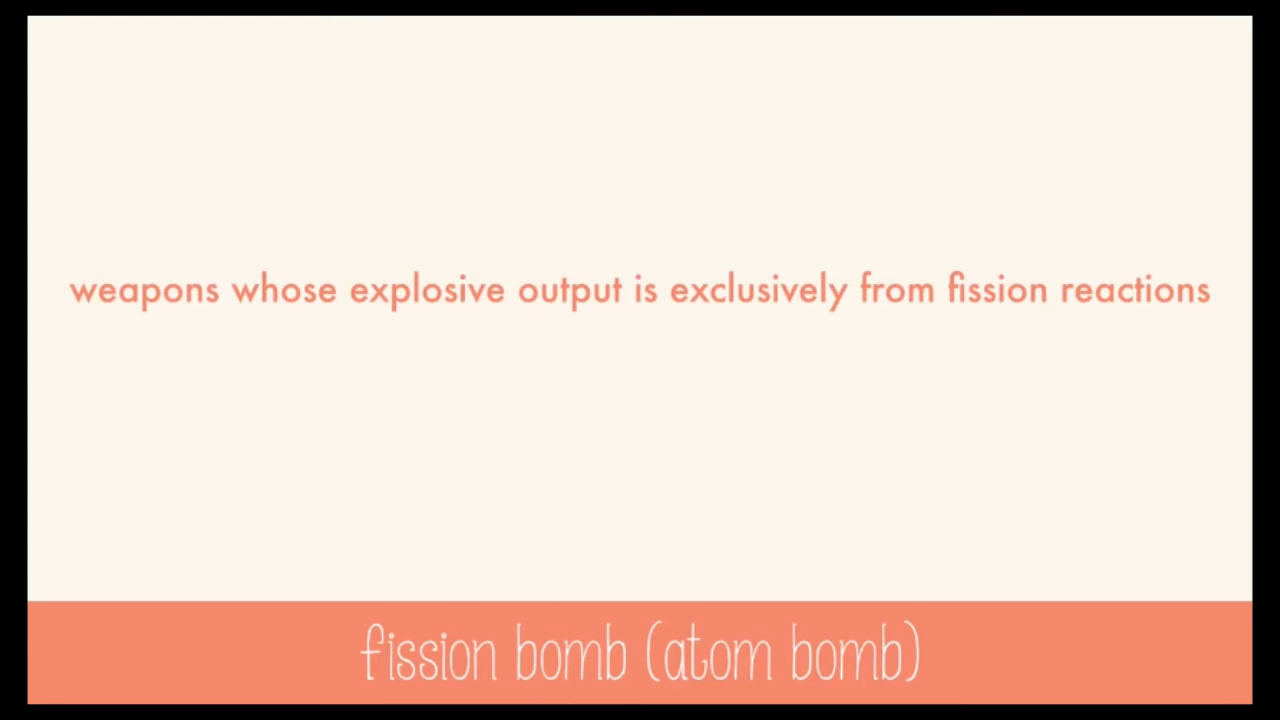 weapons whose explosive output is exclusively from fission reactions
fission bomb (atom bomb)